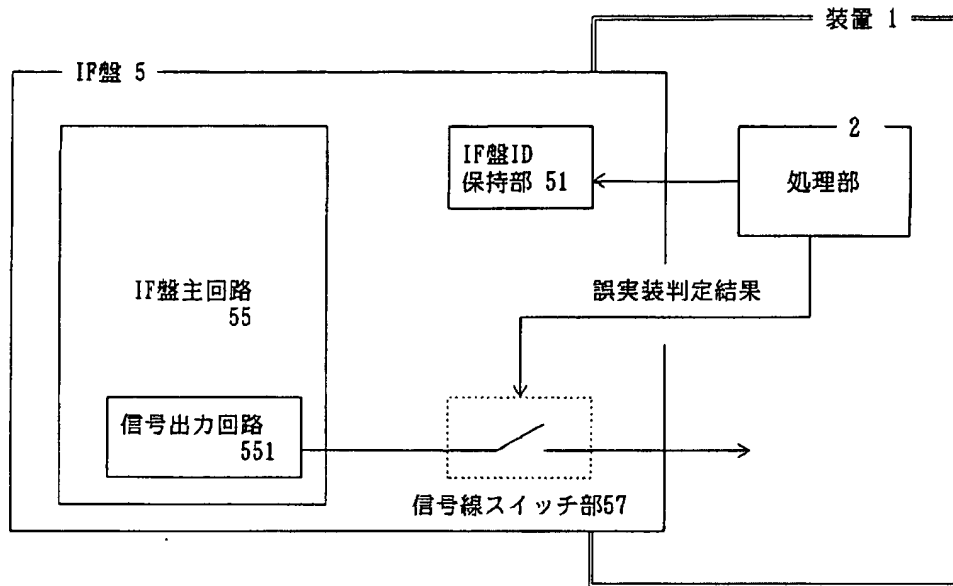 装置 1
IF盤 5
2
IF盤ID
保持部 51
処理部
IF盤主回路
55
誤実装判定結果
信号出力回路
551
信号線スイッチ部57